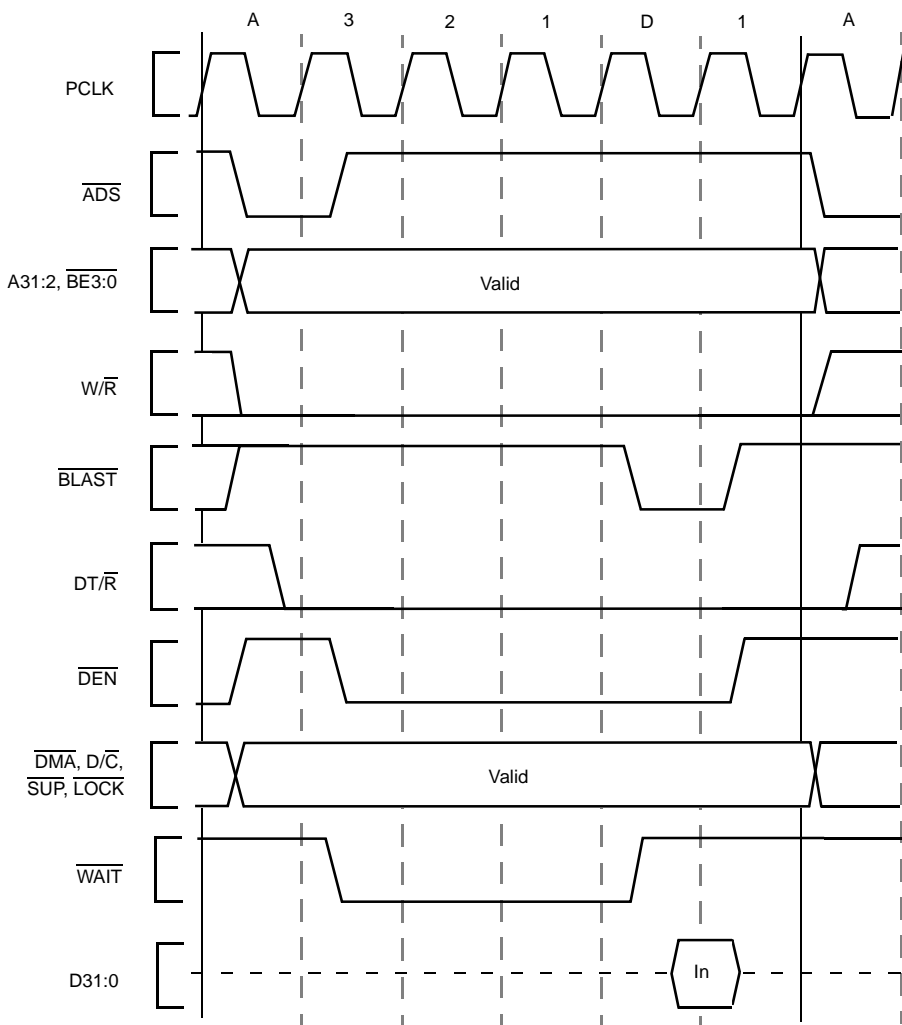 A 3 2 1 D 1 A
PCLK
ADS
A31:2, BE3:0
Valid
W/R
BLAST
DT/R
DEN
DMA, D/C,
SUP, LOCK
Valid
WAIT
D31:0
In